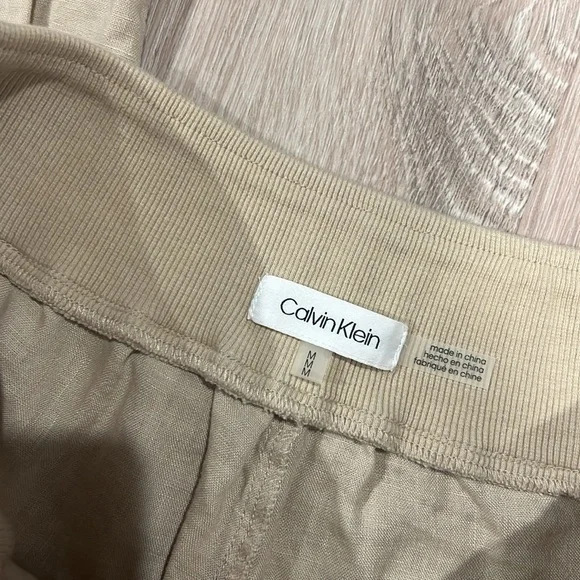 Calvin Klein
M
M
M
made in china
hecho en china
fabriqué en chine